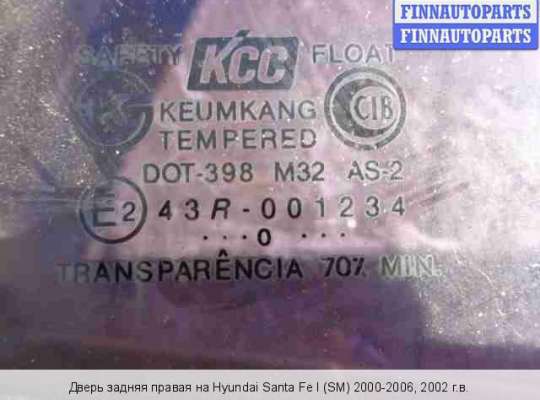 FINNAUTOPARTS
FINNAUTOPARTS
SAFETY KCC FLOAT
KEUMKANG CIB
TEMPERED
DOT-398 M32 AS-2
E2 43R-001234
...0 ...
TRANSPARÊNCIA 70% MIN.
Дверь задняя правая на Hyundai Santa Fe I (SM) 2000-2006, 2002 г.в.